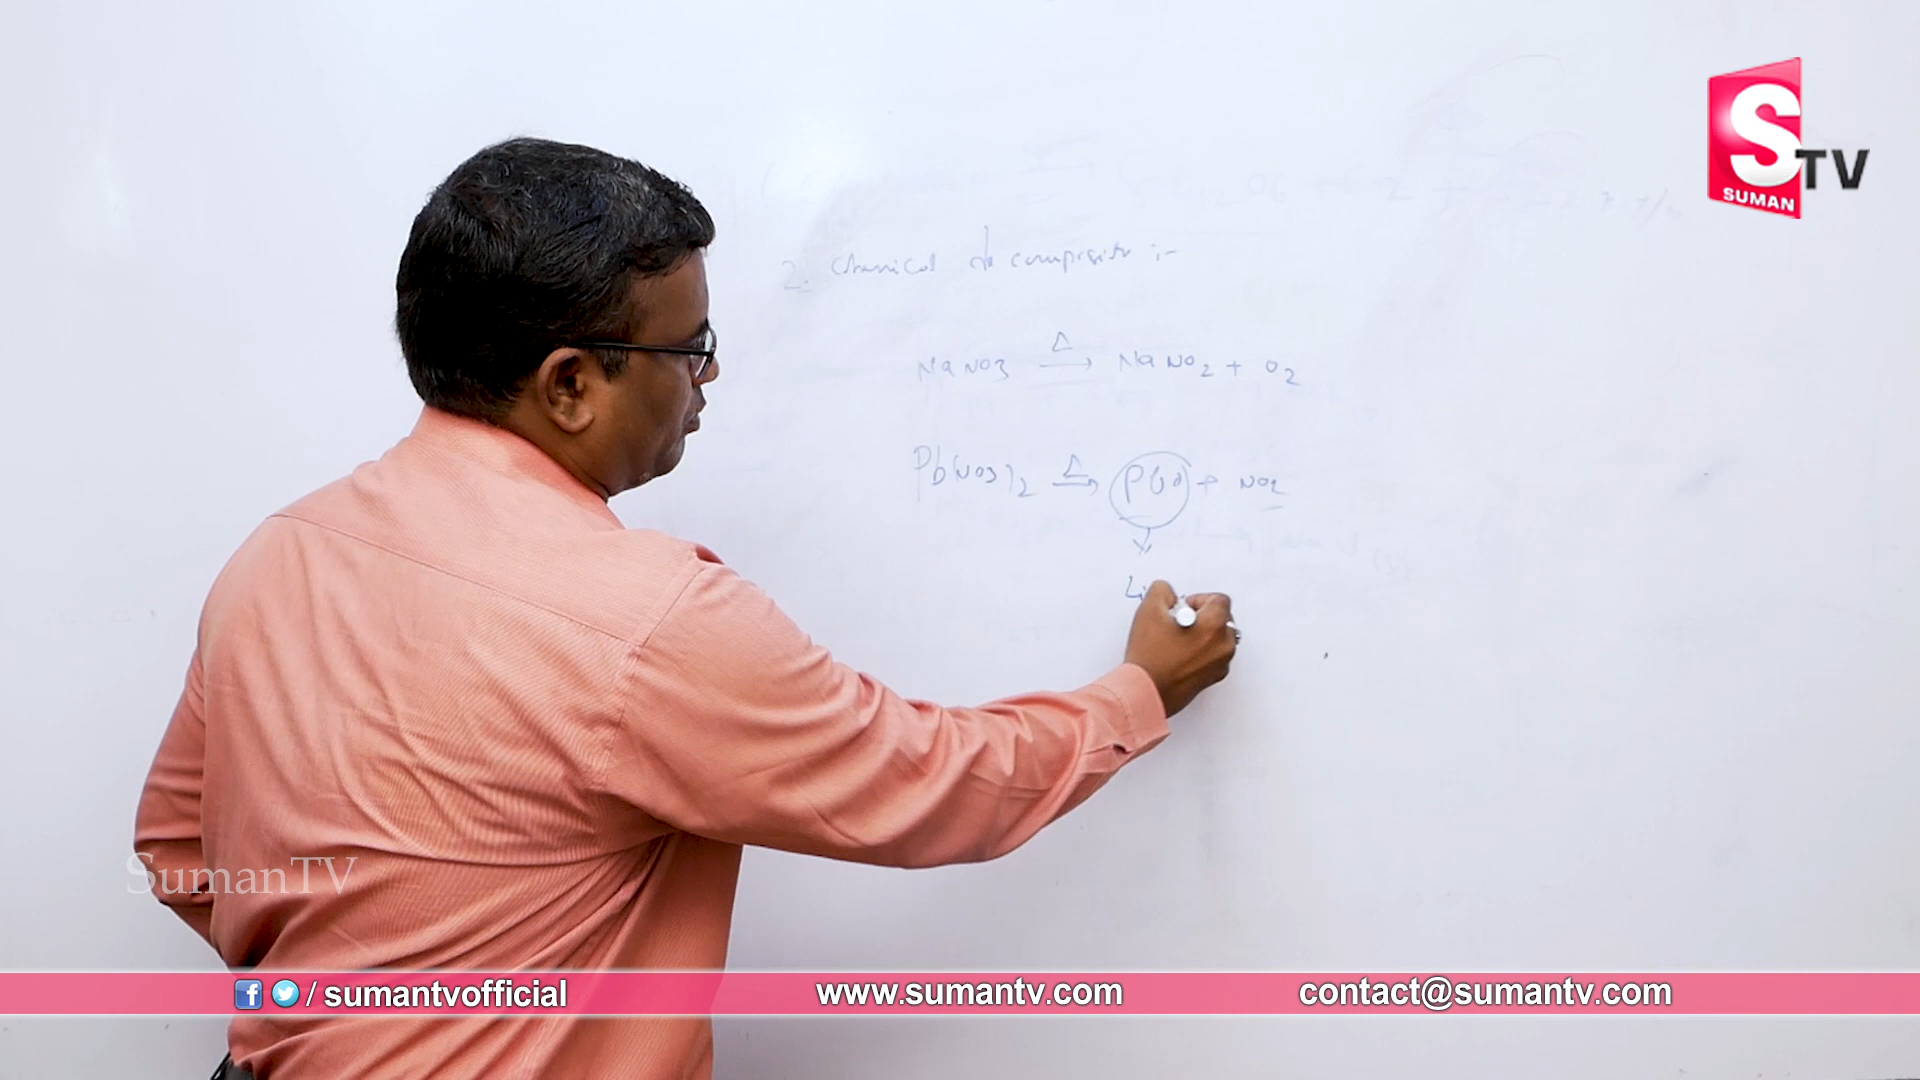 S
TV
SUMAN
2. chemical decomposition :-
NaNO3 Δ→ NaNO2 + O2
Pb(NO3)2 Δ→ PbO + NO2
Li
SumanTV
/ sumantvofficial
www.sumantv.com
contact@sumantv.com